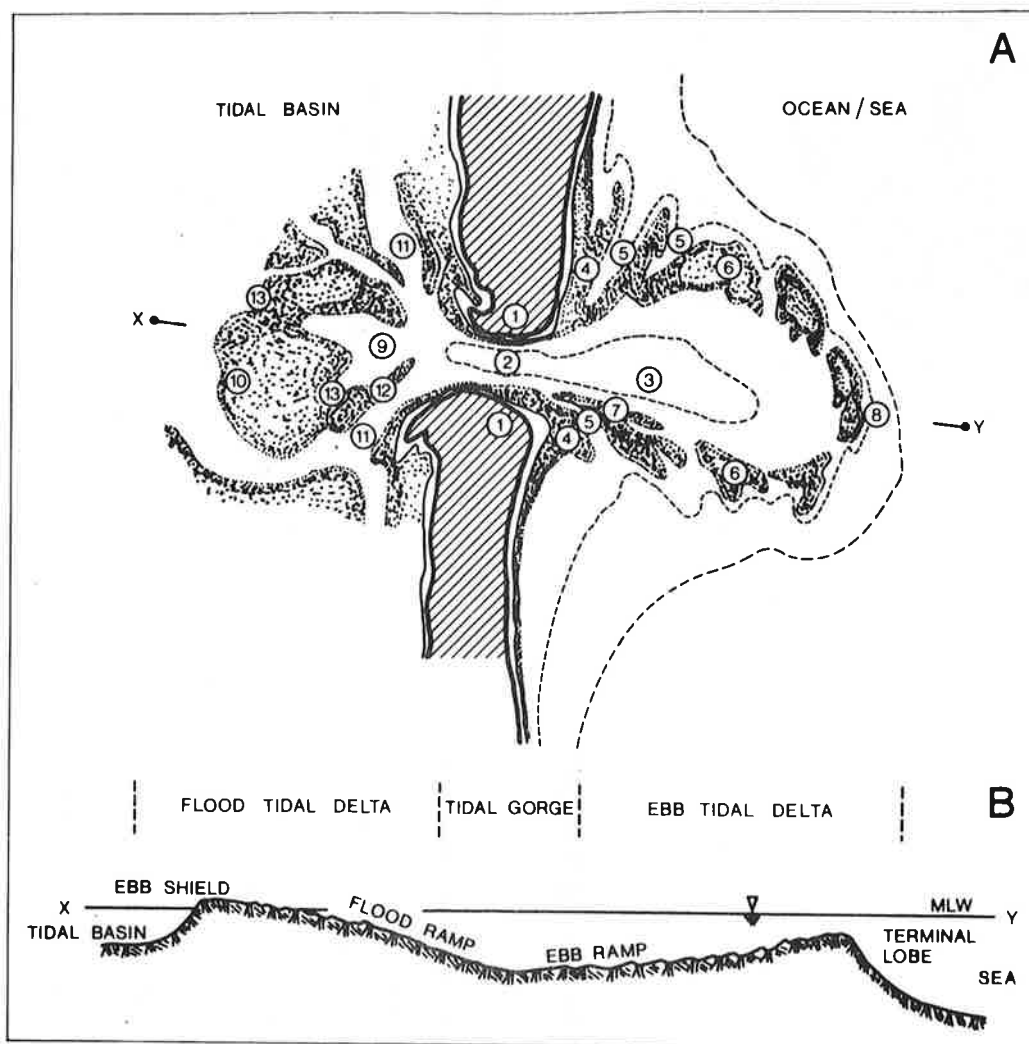 A
TIDAL BASIN
OCEAN/SEA
11
5
5
4
6
13
X
1
9
2
3
10
12
13
7
8
1
5
Y
11
4
6
FLOOD TIDAL DELTA
TIDAL GORGE
EBB TIDAL DELTA
B
EBB SHIELD
X
MLW
Y
TIDAL BASIN
FLOOD RAMP
EBB RAMP
TERMINAL
LOBE
SEA